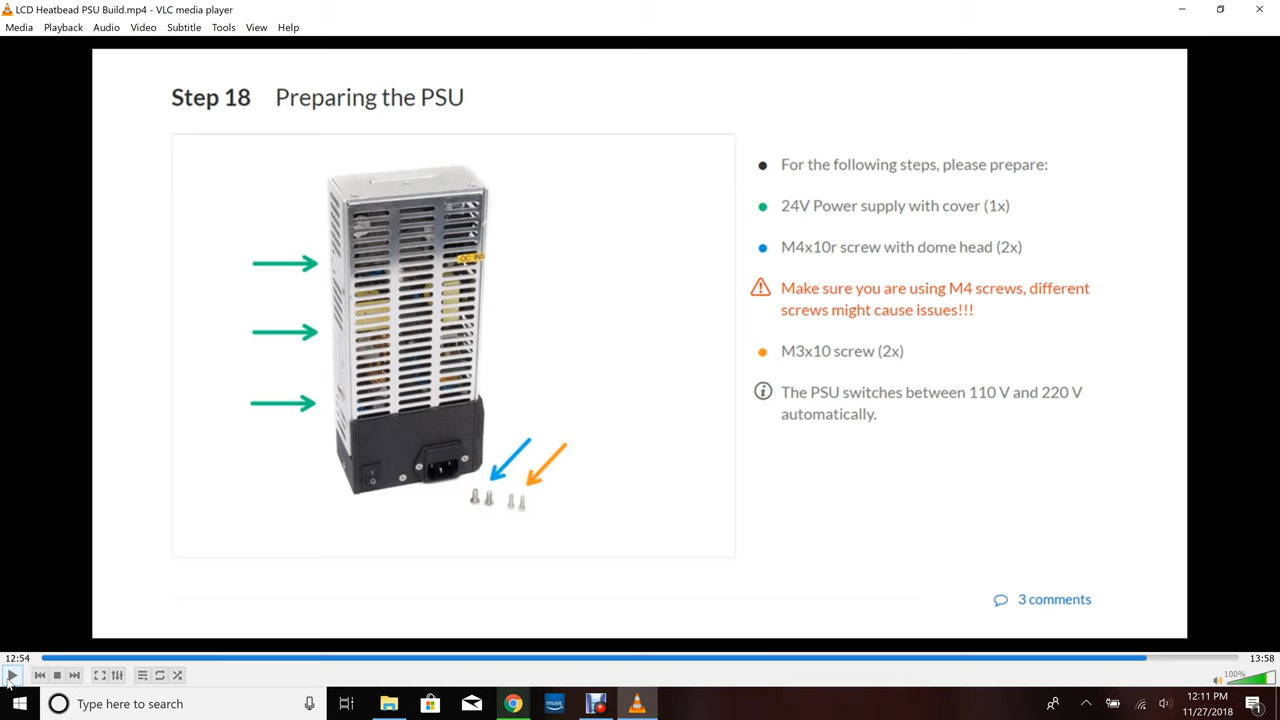 LCD Heatbead PSU Build.mp4 - VLC media player
Media Playback Audio Video Subtitle Tools View Help
Step 18 Preparing the PSU
For the following steps, please prepare:
24V Power supply with cover (1x)
M4x10r screw with dome head (2x)
Make sure you are using M4 screws, different
screws might cause issues!!!
M3x10 screw (2x)
The PSU switches between 110 V and 220 V
automatically.
3 comments
12:54
13:58
100%
Type here to search
music
12:11 PM
11/27/2018
1